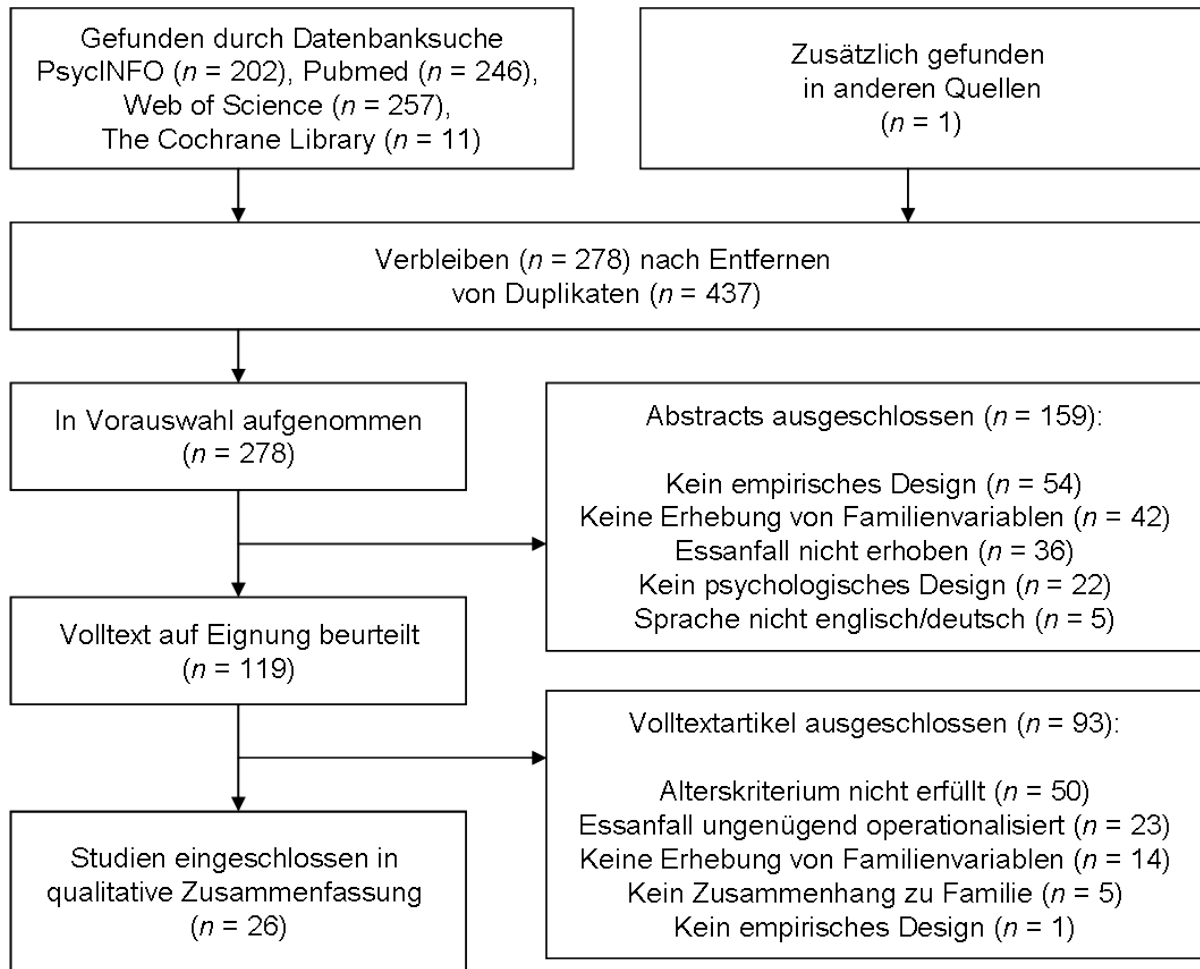 Gefunden durch Datenbanksuche
PsycINFO (n = 202), Pubmed (n = 246),
Web of Science (n = 257),
The Cochrane Library (n = 11)
Zusätzlich gefunden
in anderen Quellen
(n = 1)
Verbleiben (n = 278) nach Entfernen
von Duplikaten (n = 437)
In Vorauswahl aufgenommen
(n = 278)
Abstracts ausgeschlossen (n = 159):
Kein empirisches Design (n = 54)
Keine Erhebung von Familienvariablen (n = 42)
Essanfall nicht erhoben (n = 36)
Kein psychologisches Design (n = 22)
Sprache nicht englisch/deutsch (n = 5)
Volltext auf Eignung beurteilt
(n = 119)
Volltextartikel ausgeschlossen (n = 93):
Alterskriterium nicht erfüllt (n = 50)
Essanfall ungenügend operationalisiert (n = 23)
Keine Erhebung von Familienvariablen (n = 14)
Kein Zusammenhang zu Familie (n = 5)
Kein empirisches Design (n = 1)
Studien eingeschlossen in
qualitative Zusammenfassung
(n = 26)